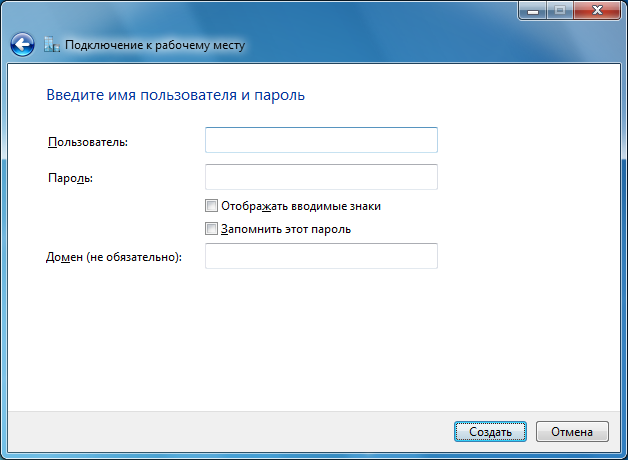 Подключение к рабочему месту
Введите имя пользователя и пароль
Пользователь:
Пароль:
Отображать вводимые знаки
Запомнить этот пароль
Домен (не обязательно):
Создать
Отмена